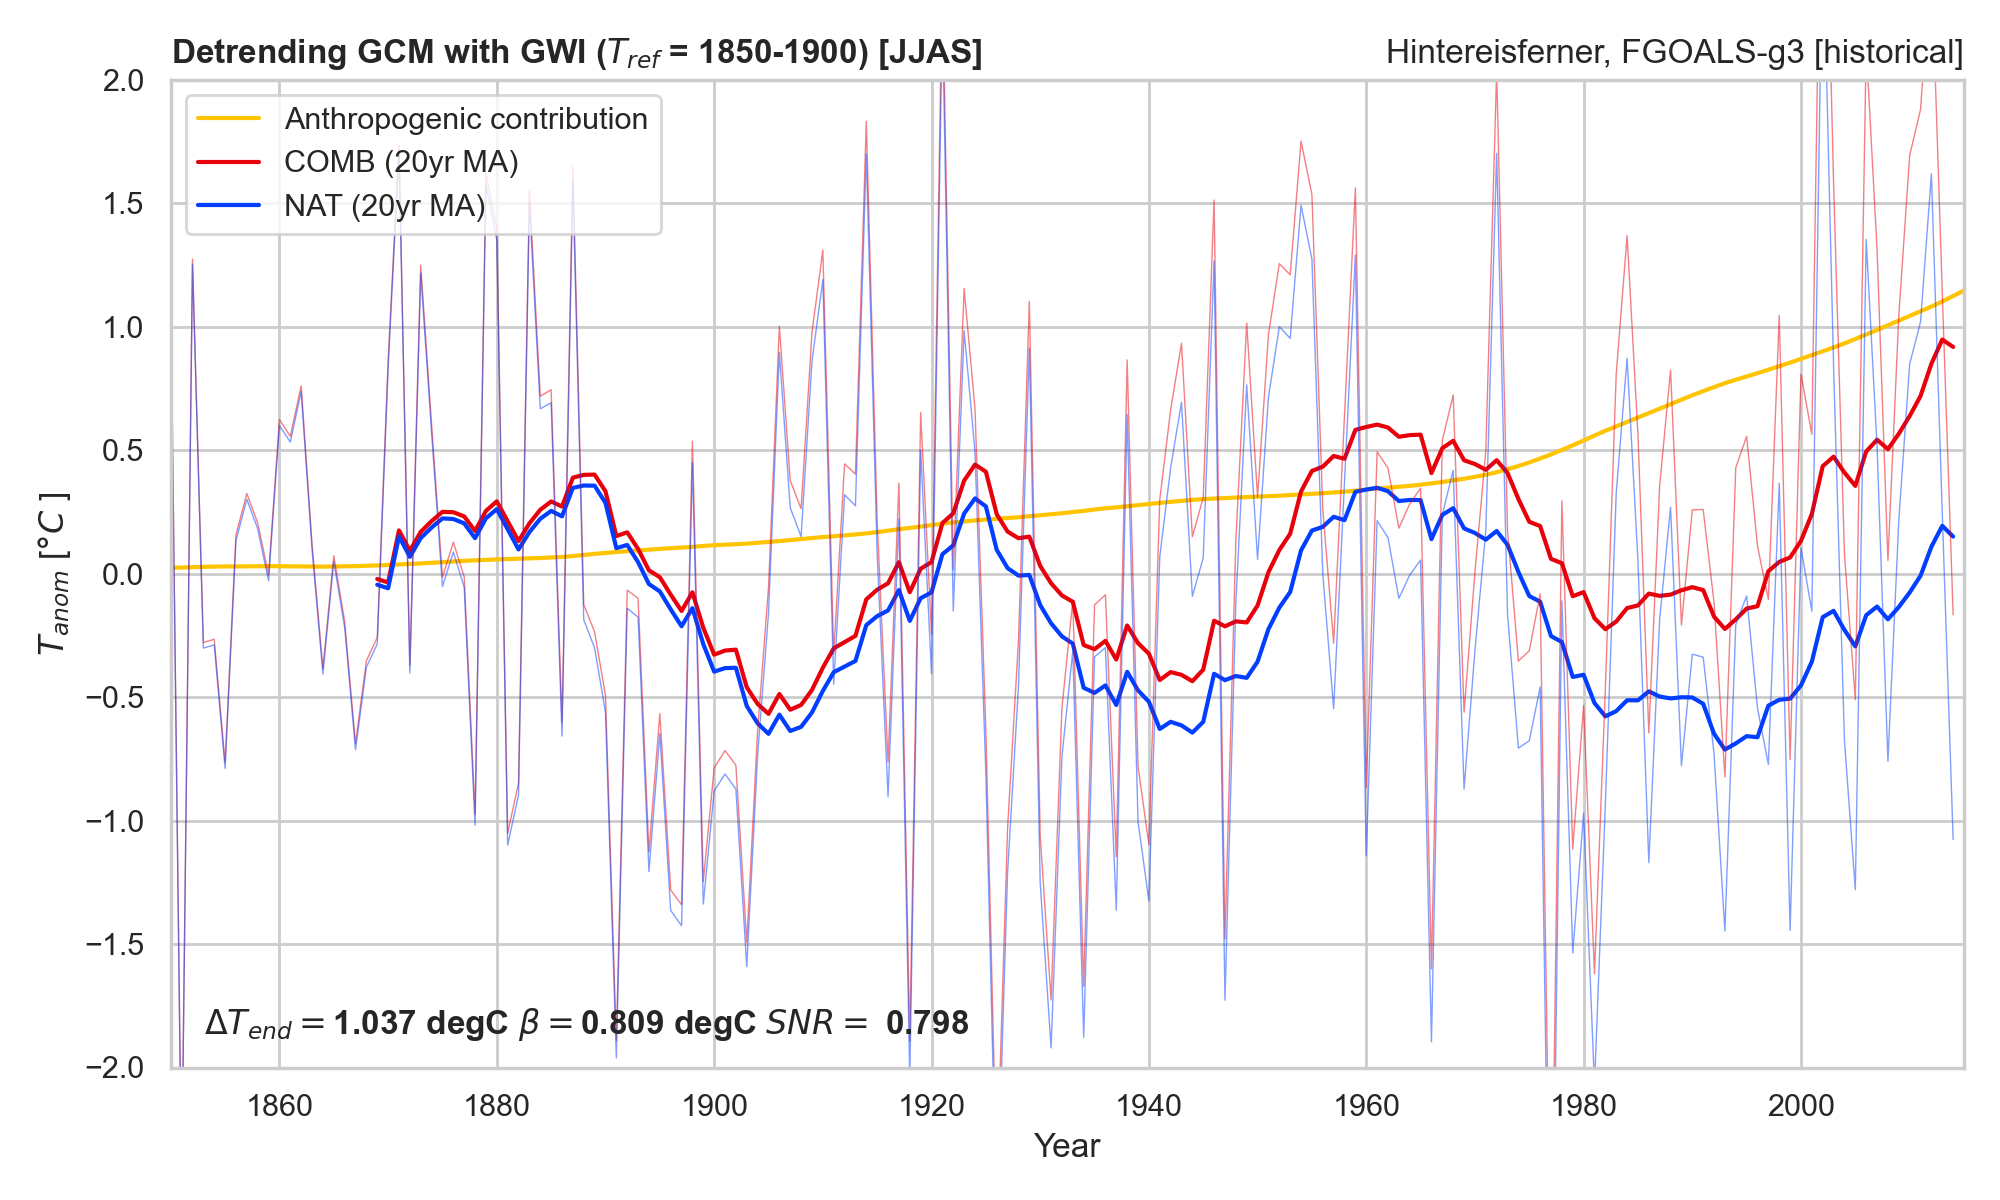 Detrending GCM with GWI (T_ref = 1850-1900) [JJAS]
Hintereisferner, FGOALS-g3 [historical]
Anthropogenic contribution
COMB (20yr MA)
NAT (20yr MA)
T_anom [°C ]
2.0
1.5
1.0
0.5
0.0
−0.5
−1.0
−1.5
−2.0
ΔT_end = 1.037 degC β = 0.809 degC SNR = 0.798
1860 1880 1900 1920 1940 1960 1980 2000
Year